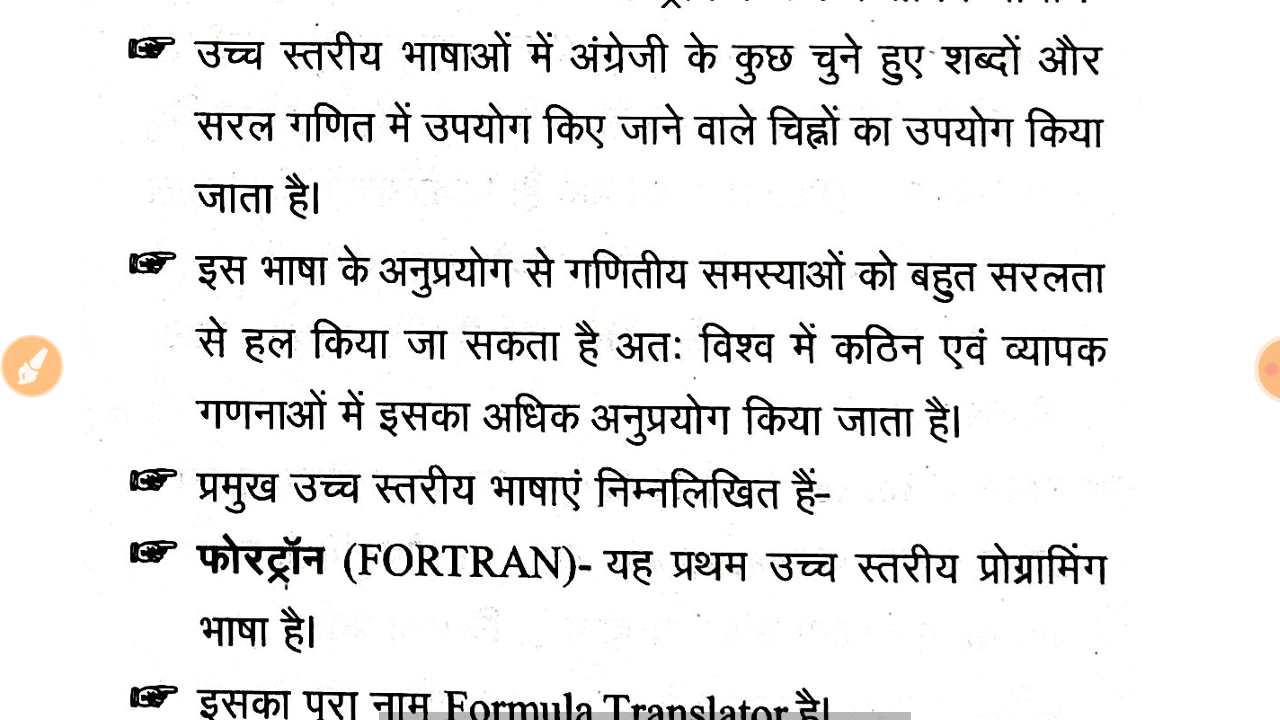 उच्च स्तरीय भाषाओं में अंग्रेजी के कुछ चुने हुए शब्दों और
सरल गणित में उपयोग किए जाने वाले चिह्नों का उपयोग किया
जाता है।
इस भाषा के अनुप्रयोग से गणितीय समस्याओं को बहुत सरलता
से हल किया जा सकता है अतः विश्व में कठिन एवं व्यापक
गणनाओं में इसका अधिक अनुप्रयोग किया जाता है।
प्रमुख उच्च स्तरीय भाषाएं निम्नलिखित हैं-
फोरट्रॉन (FORTRAN)- यह प्रथम उच्च स्तरीय प्रोग्रामिंग
भाषा है।
इसका पूरा नाम Formula Translator है।